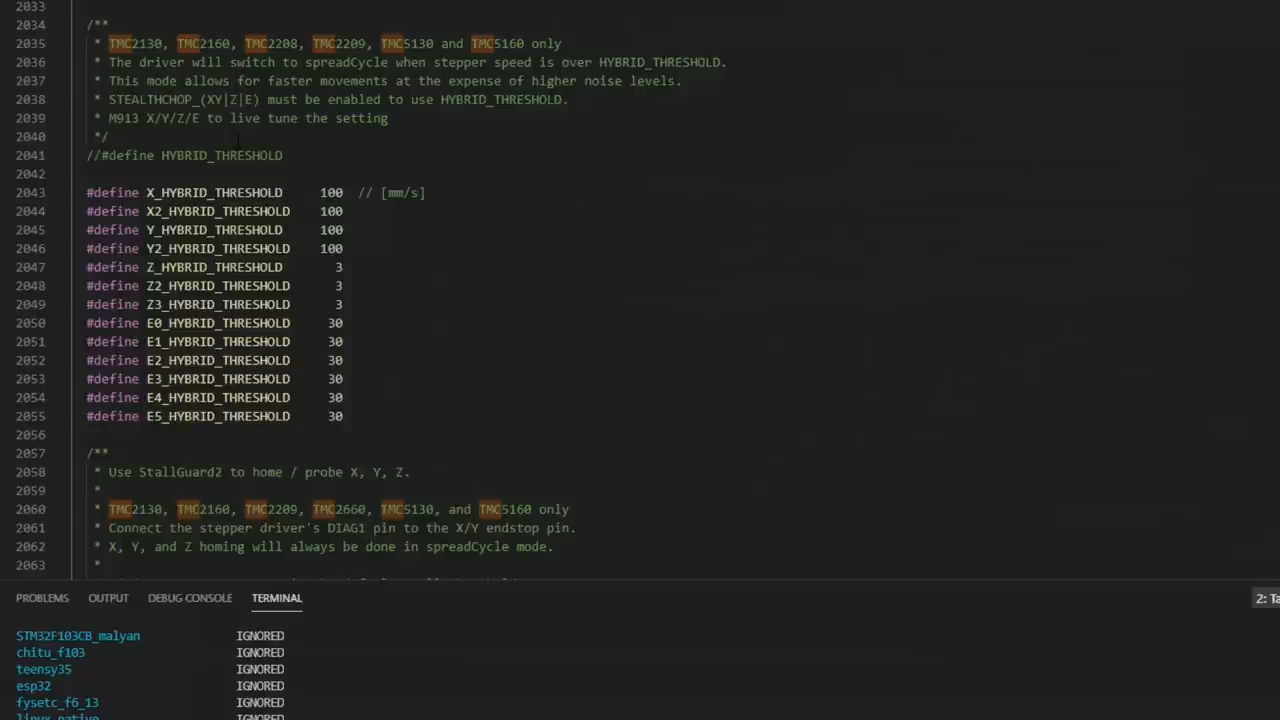 2033
2034 /**
2035 * TMC2130, TMC2160, TMC2208, TMC2209, TMC5130 and TMC5160 only
2036 * The driver will switch to spreadCycle when stepper speed is over HYBRID_THRESHOLD.
2037 * This mode allows for faster movements at the expense of higher noise levels.
2038 * STEALTHCHOP_(XY|Z|E) must be enabled to use HYBRID_THRESHOLD.
2039 * M913 X/Y/Z/E to live tune the setting
2040 */
2041 //#define HYBRID_THRESHOLD
2042
2043 #define X_HYBRID_THRESHOLD 100 // [mm/s]
2044 #define X2_HYBRID_THRESHOLD 100
2045 #define Y_HYBRID_THRESHOLD 100
2046 #define Y2_HYBRID_THRESHOLD 100
2047 #define Z_HYBRID_THRESHOLD 3
2048 #define Z2_HYBRID_THRESHOLD 3
2049 #define Z3_HYBRID_THRESHOLD 3
2050 #define E0_HYBRID_THRESHOLD 30
2051 #define E1_HYBRID_THRESHOLD 30
2052 #define E2_HYBRID_THRESHOLD 30
2053 #define E3_HYBRID_THRESHOLD 30
2054 #define E4_HYBRID_THRESHOLD 30
2055 #define E5_HYBRID_THRESHOLD 30
2056
2057 /**
2058 * Use StallGuard2 to home / probe X, Y, Z.
2059 *
2060 * TMC2130, TMC2160, TMC2209, TMC2660, TMC5130, and TMC5160 only
2061 * Connect the stepper driver's DIAG1 pin to the X/Y endstop pin.
2062 * X, Y, and Z homing will always be done in spreadCycle mode.
2063 *
PROBLEMS OUTPUT DEBUG CONSOLE TERMINAL 2: Ta
STM32F103CB_malyan IGNORED
chitu_f103 IGNORED
teensy35 IGNORED
esp32 IGNORED
fysetc_f6_13 IGNORED
linux_native IGNORED